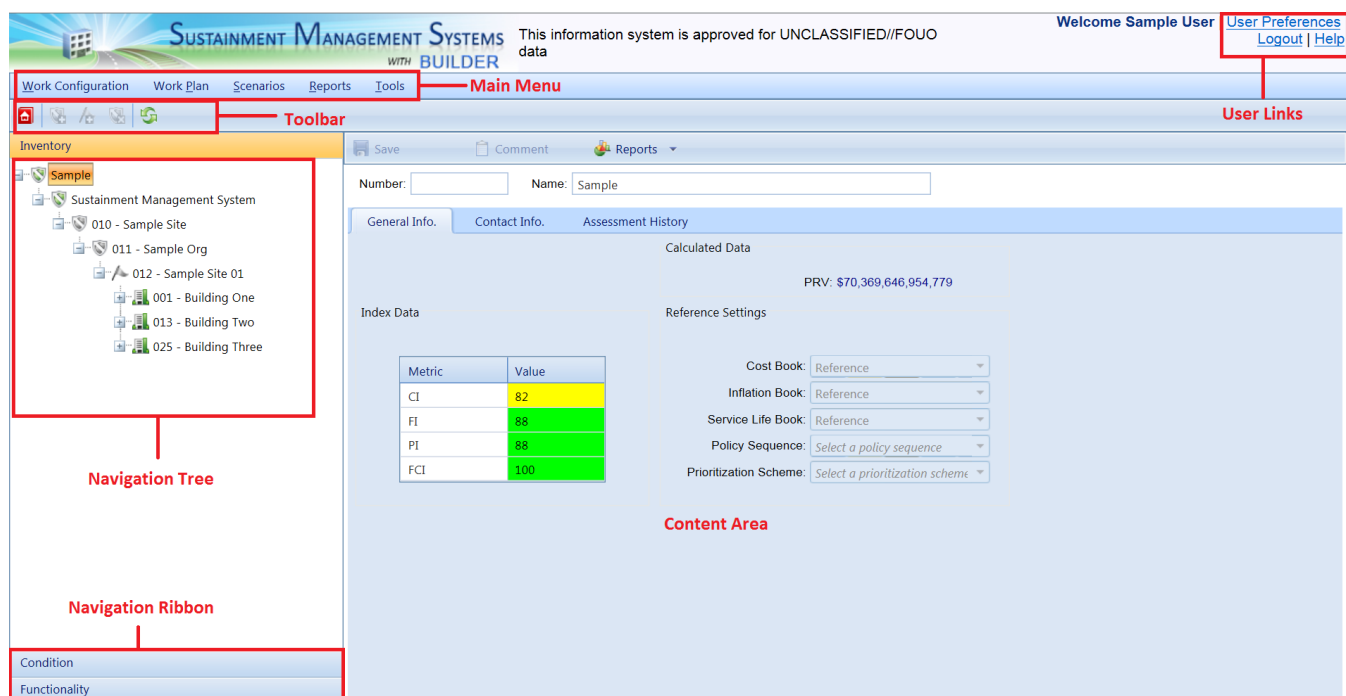 SUSTAINMENT MANAGEMENT SYSTEMS
WITH BUILDER
This information system is approved for UNCLASSIFIED//FOUO
data
Welcome Sample User
User Preferences
Logout | Help
Work Configuration Work Plan Scenarios Reports Tools
Main Menu
User Links
Toolbar
Inventory
Sample
Sustainment Management System
010 - Sample Site
011 - Sample Org
012 - Sample Site 01
001 - Building One
013 - Building Two
025 - Building Three
Navigation Tree
Navigation Ribbon
Condition
Functionality
Save Comment Reports
Number: Name: Sample
General Info. Contact Info. Assessment History
Calculated Data
PRV: $70,369,646,954,779
Index Data
Metric Value
CI 82
FI 88
PI 88
FCI 100
Reference Settings
Cost Book: Reference
Inflation Book: Reference
Service Life Book: Reference
Policy Sequence: Select a policy sequence
Prioritization Scheme: Select a prioritization scheme
Content Area